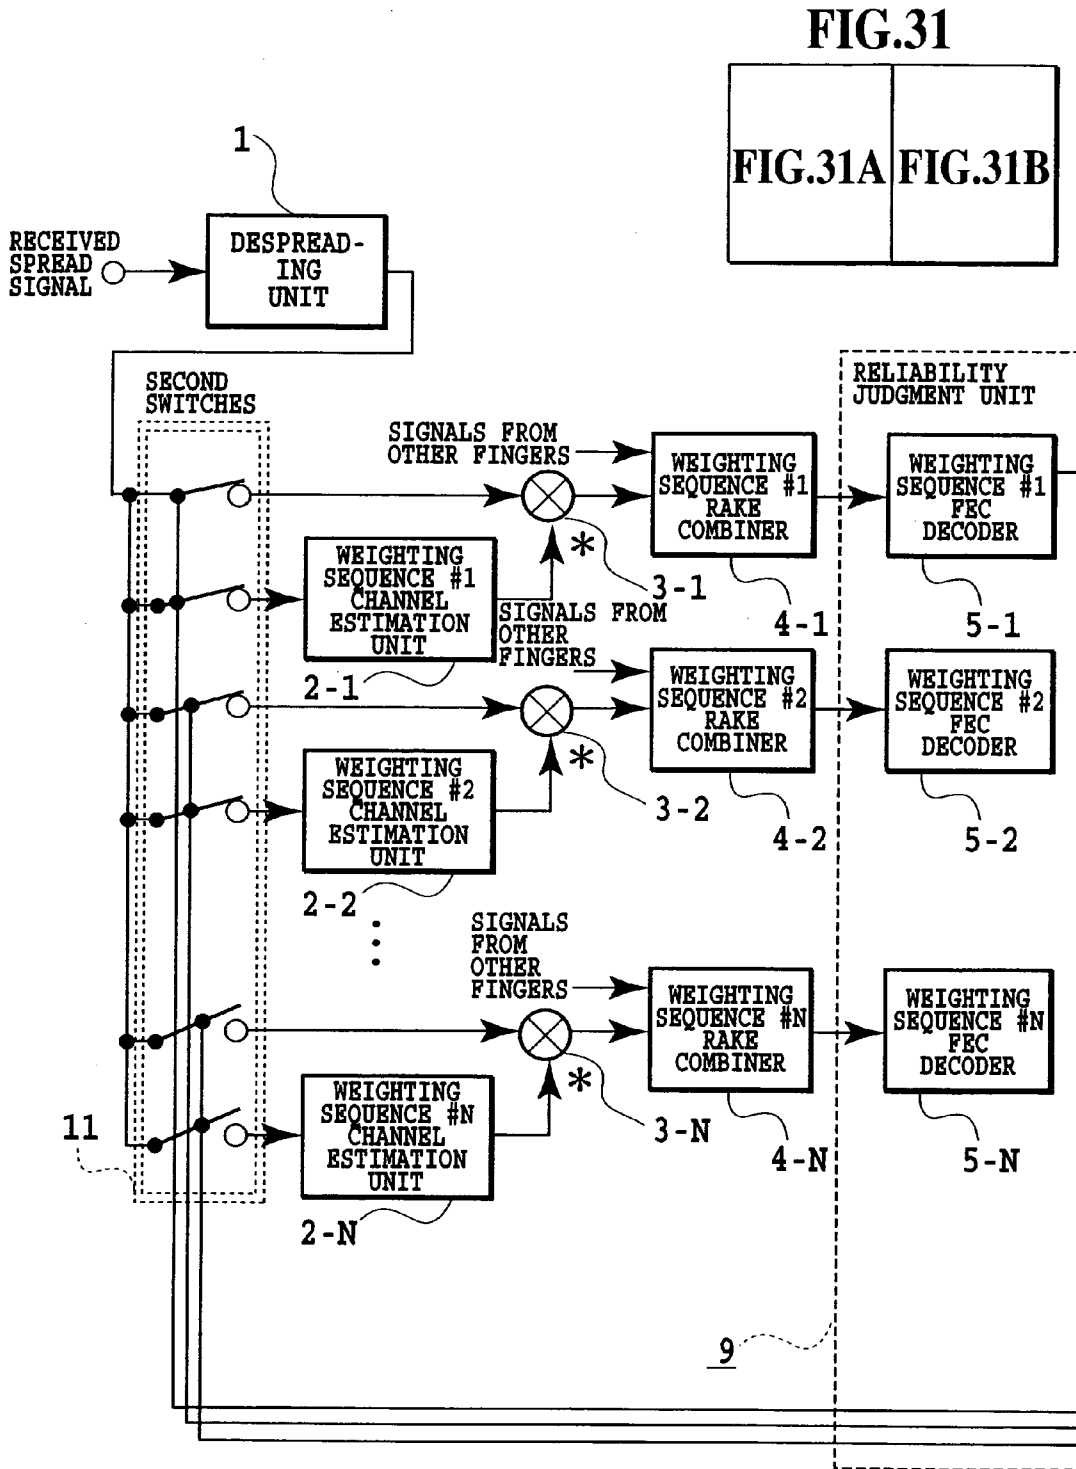 FIG.31
FIG.31A
FIG.31B
1
RECEIVED
SPREAD
SIGNAL
DESPREAD-
ING
UNIT
SECOND
SWITCHES
RELIABILITY
JUDGMENT UNIT
SIGNALS FROM
OTHER FINGERS
WEIGHTING
SEQUENCE #1
RAKE
COMBINER
WEIGHTING
SEQUENCE #1
FEC
DECODER
*
WEIGHTING
SEQUENCE #1
CHANNEL
ESTIMATION
UNIT
3-1
4-1
5-1
2-1
SIGNALS FROM
OTHER
FINGERS
WEIGHTING
SEQUENCE #2
RAKE
COMBINER
WEIGHTING
SEQUENCE #2
FEC
DECODER
*
WEIGHTING
SEQUENCE #2
CHANNEL
ESTIMATION
UNIT
3-2
4-2
5-2
2-2
SIGNALS
FROM
OTHER
FINGERS
WEIGHTING
SEQUENCE #N
RAKE
COMBINER
WEIGHTING
SEQUENCE #N
FEC
DECODER
*
WEIGHTING
SEQUENCE #N
CHANNEL
ESTIMATION
UNIT
11
3-N
4-N
5-N
2-N
9